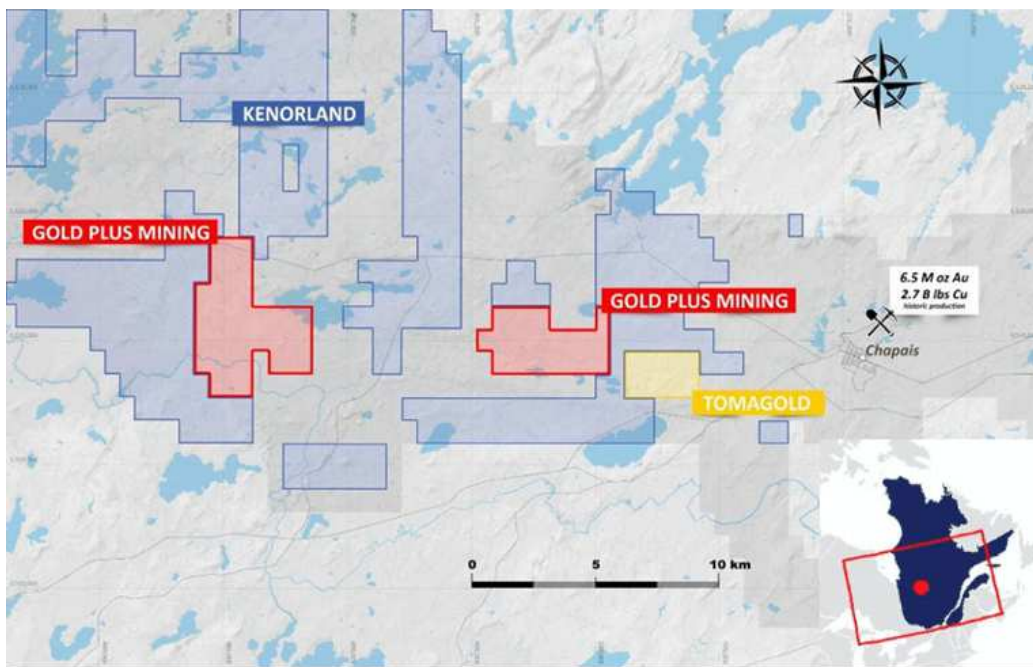 KENORLAND
GOLD PLUS MINING
6.5 M oz Au
2.7 B lbs Cu
historic production
GOLD PLUS MINING
Chapais
TOMAGOLD
0 5 10 km